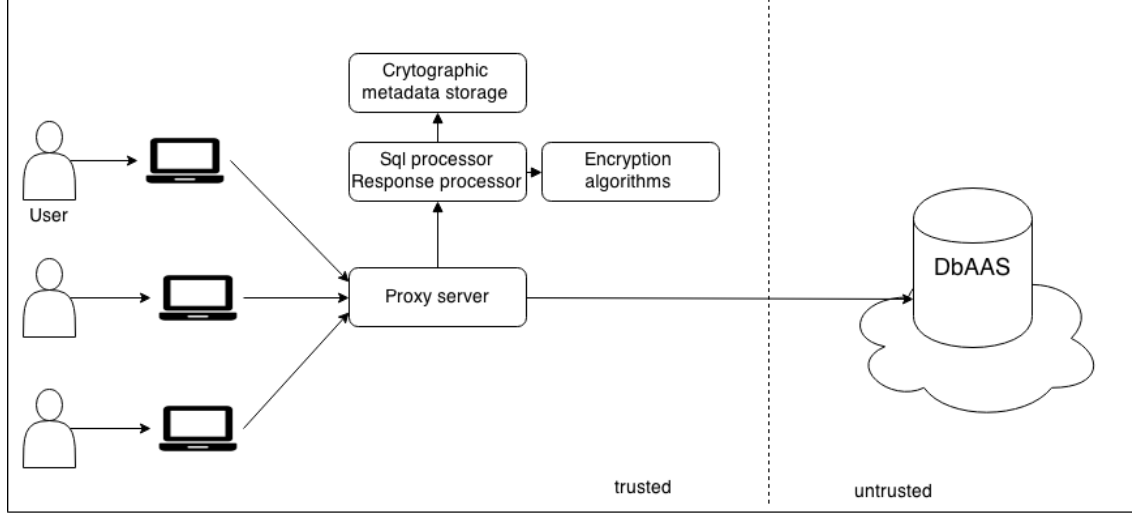 Crytographic
metadata storage
Sql processor
Response processor
Encryption
algorithms
User
Proxy server
DbAAS
trusted
untrusted